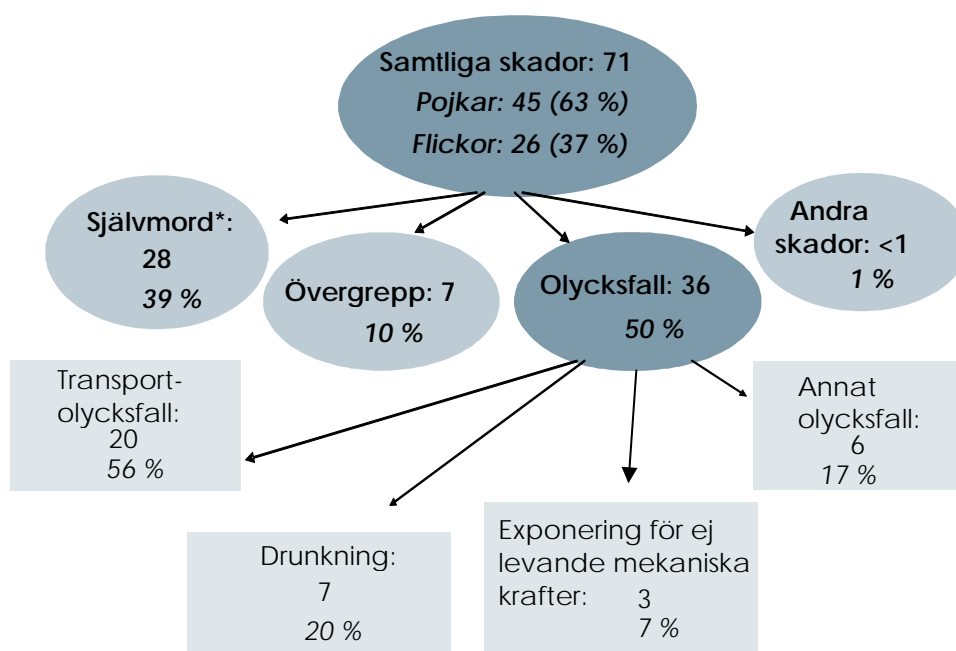 Samtliga skador: 71
Pojkar: 45 (63 %)
Flickor: 26 (37 %)
Självmord*:
28
39 %
Övergrepp: 7
10 %
Olycksfall: 36
50 %
Andra
skador: <1
1 %
Transport-
olycksfall:
20
56 %
Drunkning:
7
20 %
Exponering för ej
levande mekaniska
krafter: 3
7 %
Annat
olycksfall:
6
17 %